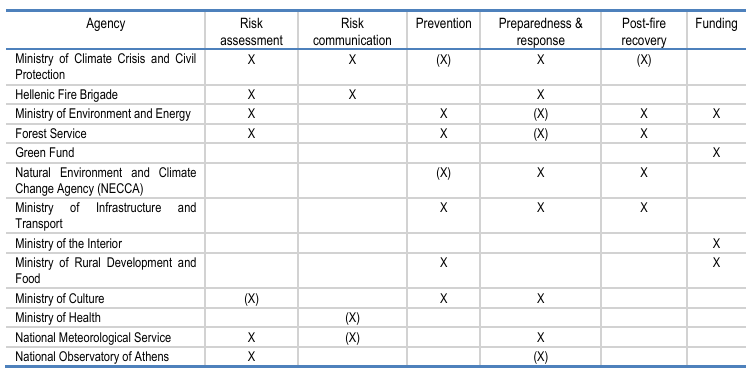 Agency Risk assessment Risk communication Prevention Preparedness & response Post-fire recovery Funding
Ministry of Climate Crisis and Civil Protection X X (X) X (X)
Hellenic Fire Brigade X X X
Ministry of Environment and Energy X X (X) X X
Forest Service X X (X) X
Green Fund X
Natural Environment and Climate Change Agency (NECCA) (X) X X
Ministry of Infrastructure and Transport X X X
Ministry of the Interior X
Ministry of Rural Development and Food X X
Ministry of Culture (X) X X
Ministry of Health (X)
National Meteorological Service X (X) X
National Observatory of Athens X (X)